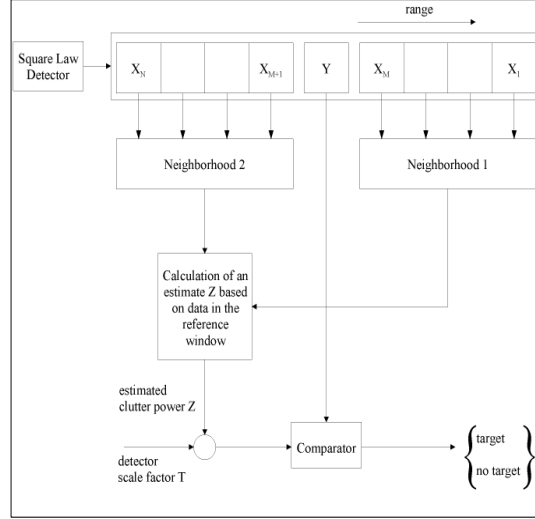 range
Square Law
Detector
X_N X_{M+1} Y X_M X_1
Neighborhood 2
Neighborhood 1
Calculation of an
estimate Z based
on data in the
reference
window
estimated
clutter power Z
detector
scale factor T
Comparator
target
no target